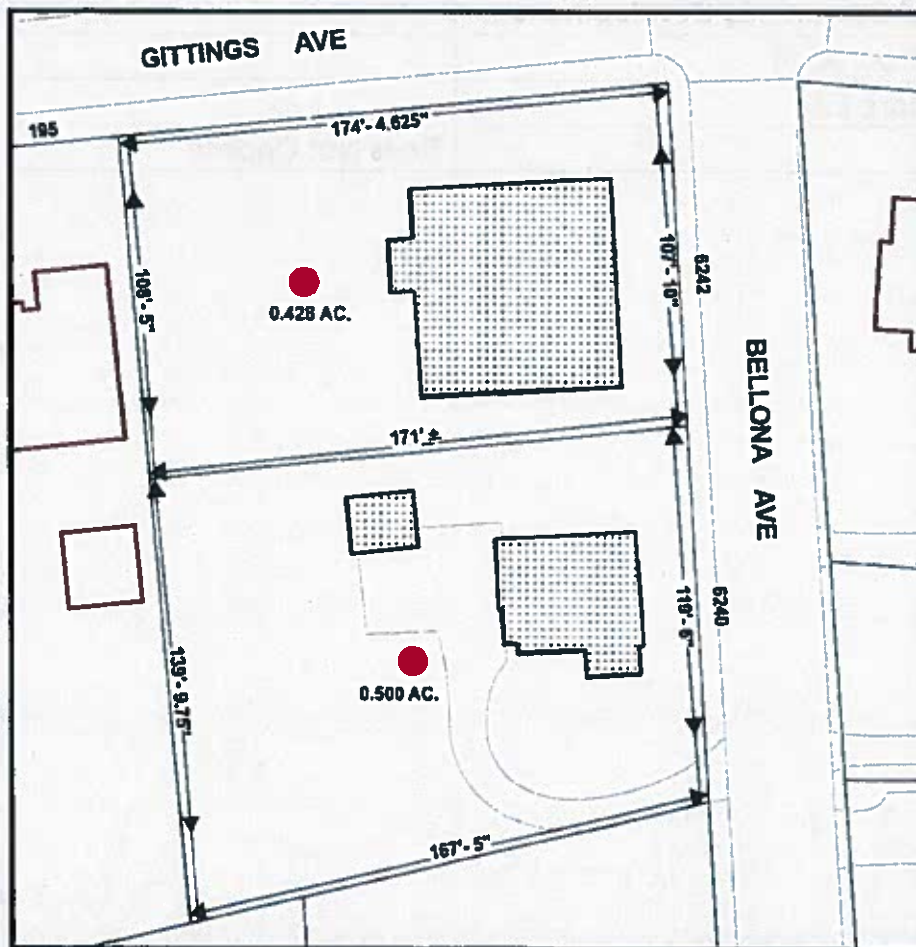 GITTINGS AVE
195
174'- 4.625"
108'- 5"
107'- 10"
6242
0.428 AC.
BELLONA AVE
171' ±
139'- 9.75"
119'- 6"
6240
0.500 AC.
167'- 5"